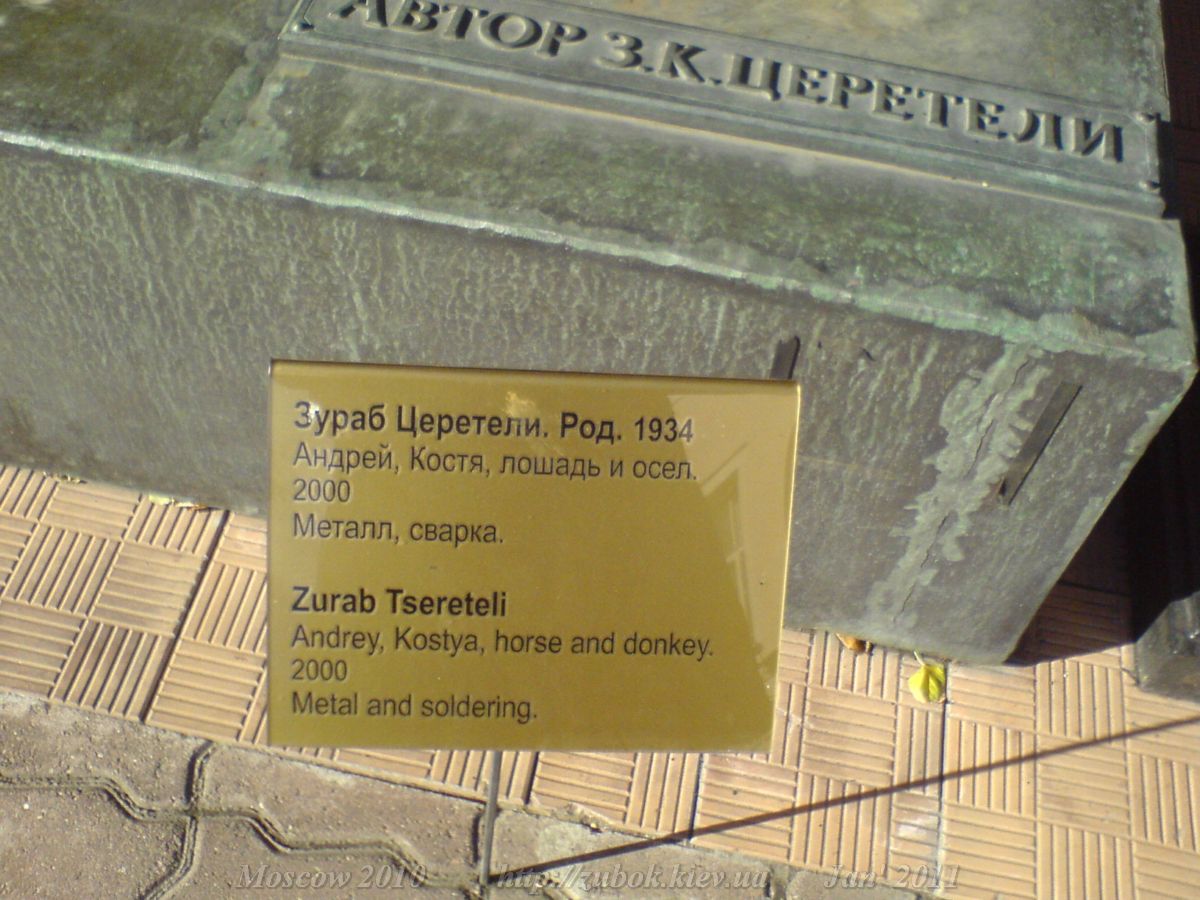 АВТОР З.К.ЦЕРЕТЕЛИ
Зураб Церетели. Род. 1934
Андрей, Костя, лошадь и осел.
2000
Металл, сварка.
Zurab Tsereteli
Andrey, Kostya, horse and donkey.
2000
Metal and soldering.
Moscow 2010 http://zubok.kiev.ua Jan' 2011